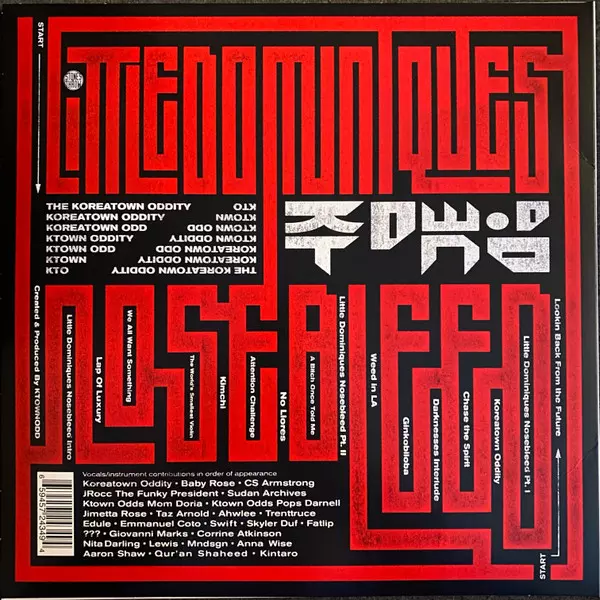 START
LITTLEDOMINIQUES
THE KOREATOWN ODDITY KTO
KOREATOWN ODDITY KTOWN
KOREATOWN ODD KTOWN ODD
KTOWN ODDITY KTOWN ODDITY
KTOWN ODD KOREATOWN ODD
KTOWN KOREATOWN ODDITY
KTO THE KOREATOWN ODDITY
NOSEBLEED
Created & Produced By KTOWNODD
Little Dominiques Nosebleed Intro
Lap Of Luxury
We All Want Something
The World's Smallest Violin
Kimchi
Attention Challenge
No Llores
A Bitch Once Told Me
Little Dominiques Nosebleed Pt. II
Weed in LA
Ginkobiloba
Darknesses Interlude
Chase the Spirit
Koreatown Oddity
Little Dominiques Nosebleed Pt. I
Lookin Back From the Future
START
Vocals/instrument contributions in order of appearance
Koreatown Oddity • Baby Rose • CS Armstrong
JRocc The Funky President • Sudan Archives
Ktown Odds Mom Doria • Ktown Odds Pops Darnell
Jimetta Rose • Taz Arnold • Ahwlee • Trenttruce
Edule • Emmanuel Coto • Swift • Skyler Duf • Fatlip
??? • Giovanni Marks • Corrine Atkinson
Nita Darling • Lewis • Mndsgn • Anna Wise
Aaron Shaw • Qur'an Shaheed • Kintaro
6 59457 24349 4